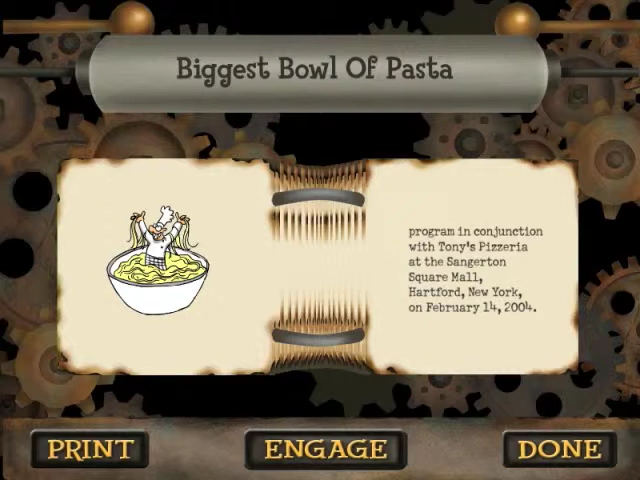 Biggest Bowl Of Pasta
program in conjunction
with Tony's Pizzeria
at the Sangerton
Square Mall,
Hartford, New York,
on February 14, 2004.
PRINT
ENGAGE
DONE